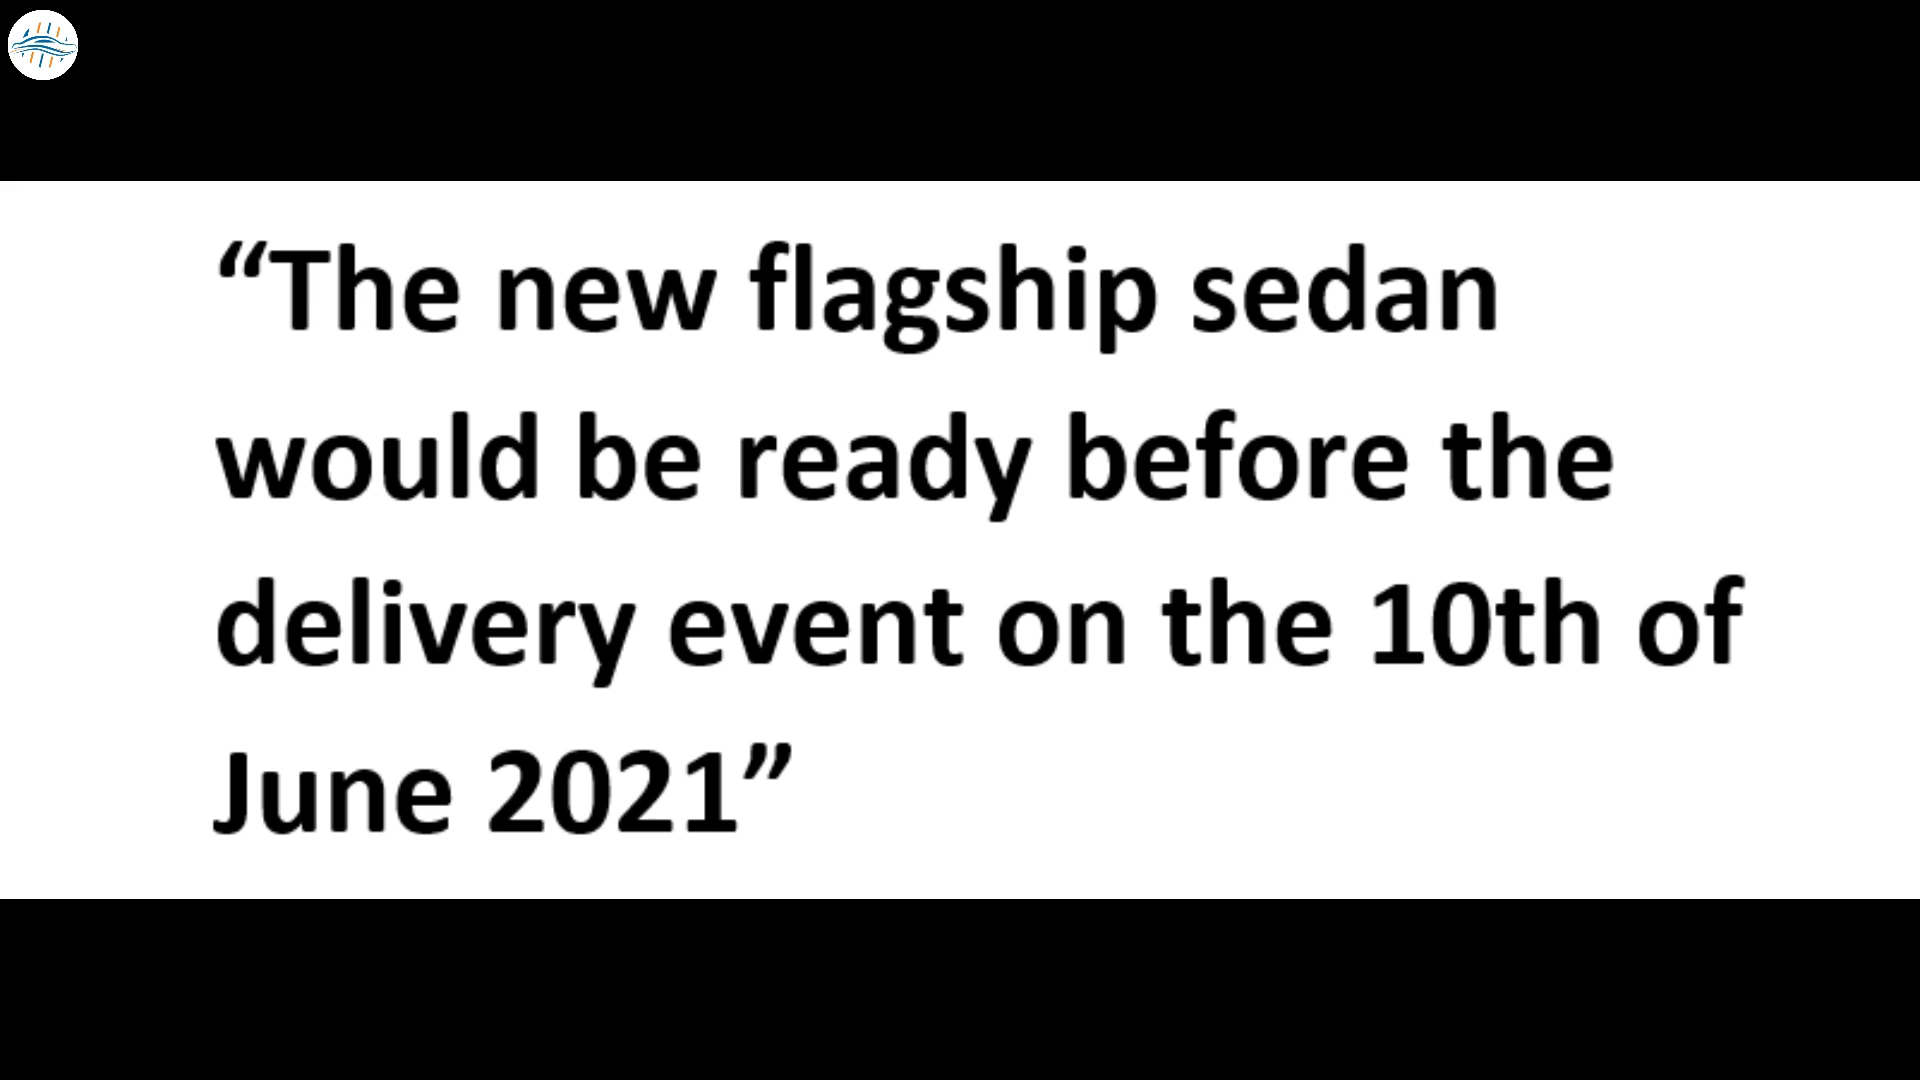 “The new flagship sedan
would be ready before the
delivery event on the 10th of
June 2021”